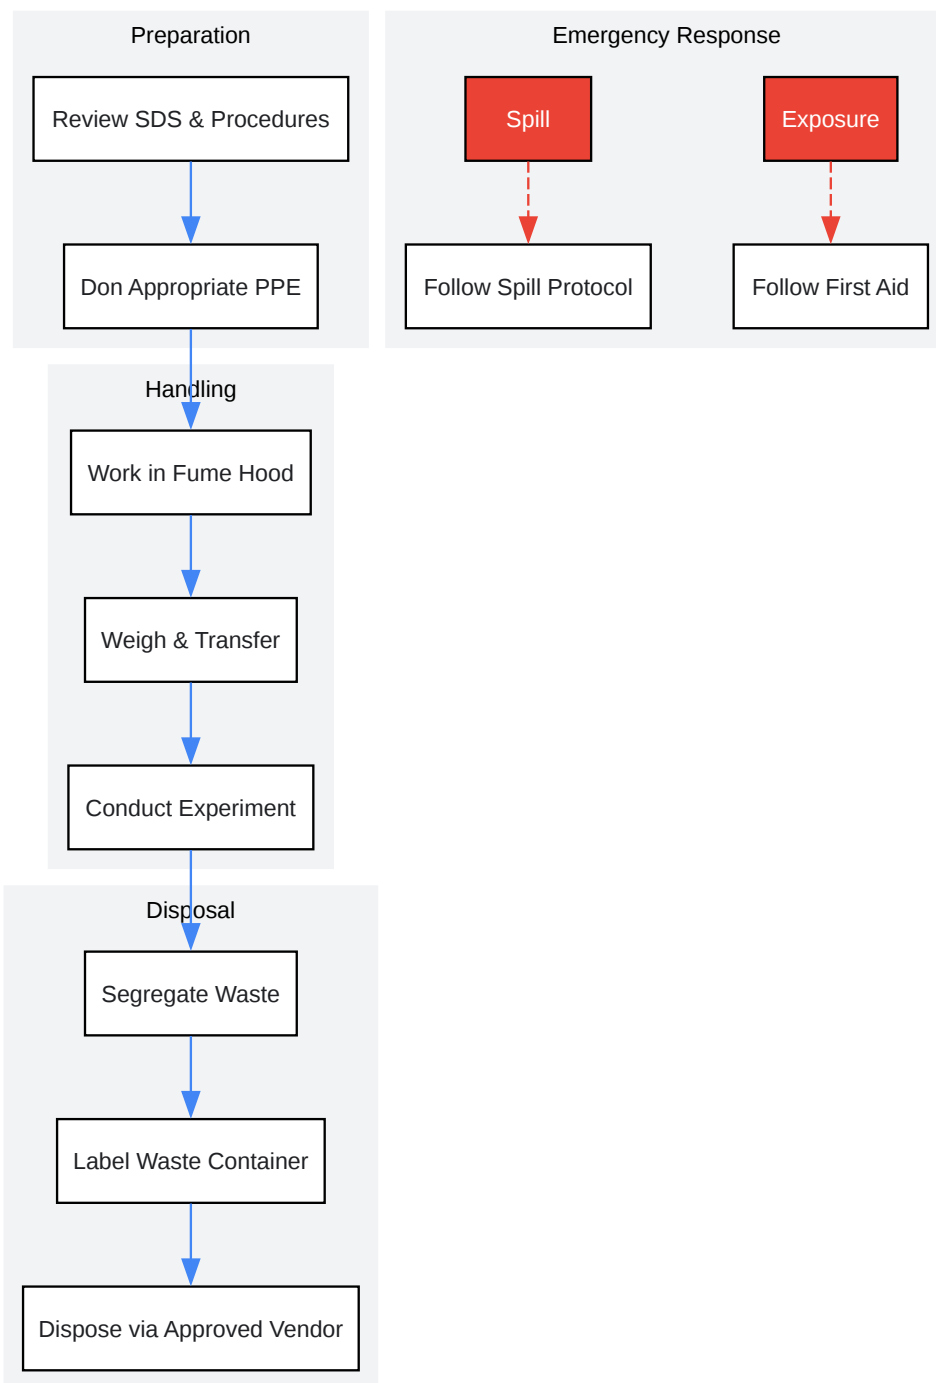 Preparation
Review SDS & Procedures
Don Appropriate PPE
Handling
Work in Fume Hood
Weigh & Transfer
Conduct Experiment
Disposal
Segregate Waste
Label Waste Container
Dispose via Approved Vendor
Emergency Response
Spill
Exposure
Follow Spill Protocol
Follow First Aid